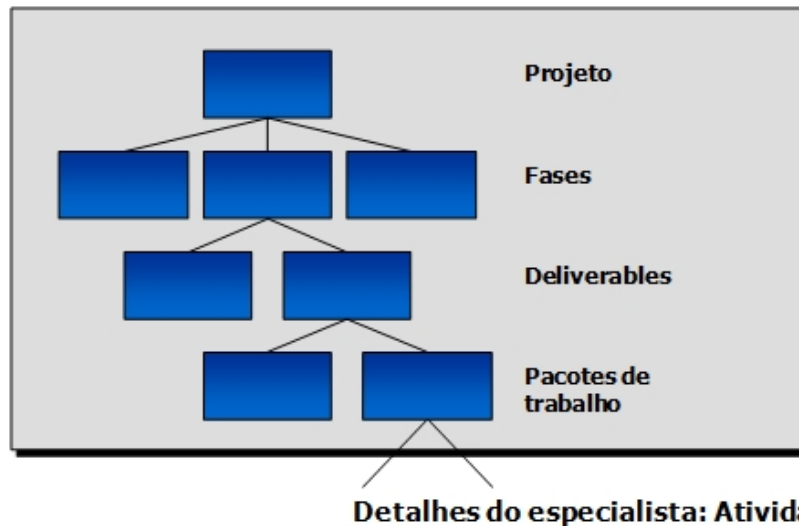 Projeto
Fases
Deliverables
Pacotes de
trabalho
Detalhes do especialista: